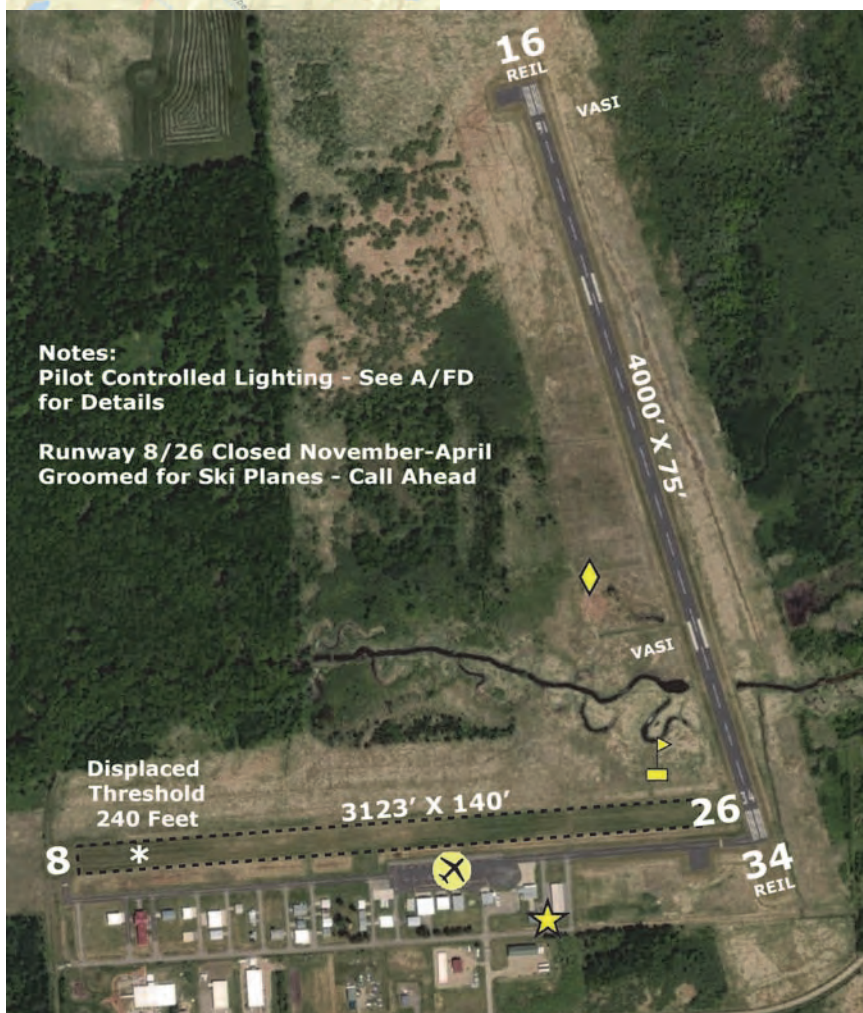 16
REIL
VASI
Notes:
Pilot Controlled Lighting - See A/FD
for Details
Runway 8/26 Closed November-April
Groomed for Ski Planes - Call Ahead
4000' X 75'
VASI
Displaced
Threshold
240 Feet
3123' X 140'
26
8
*
34
REIL